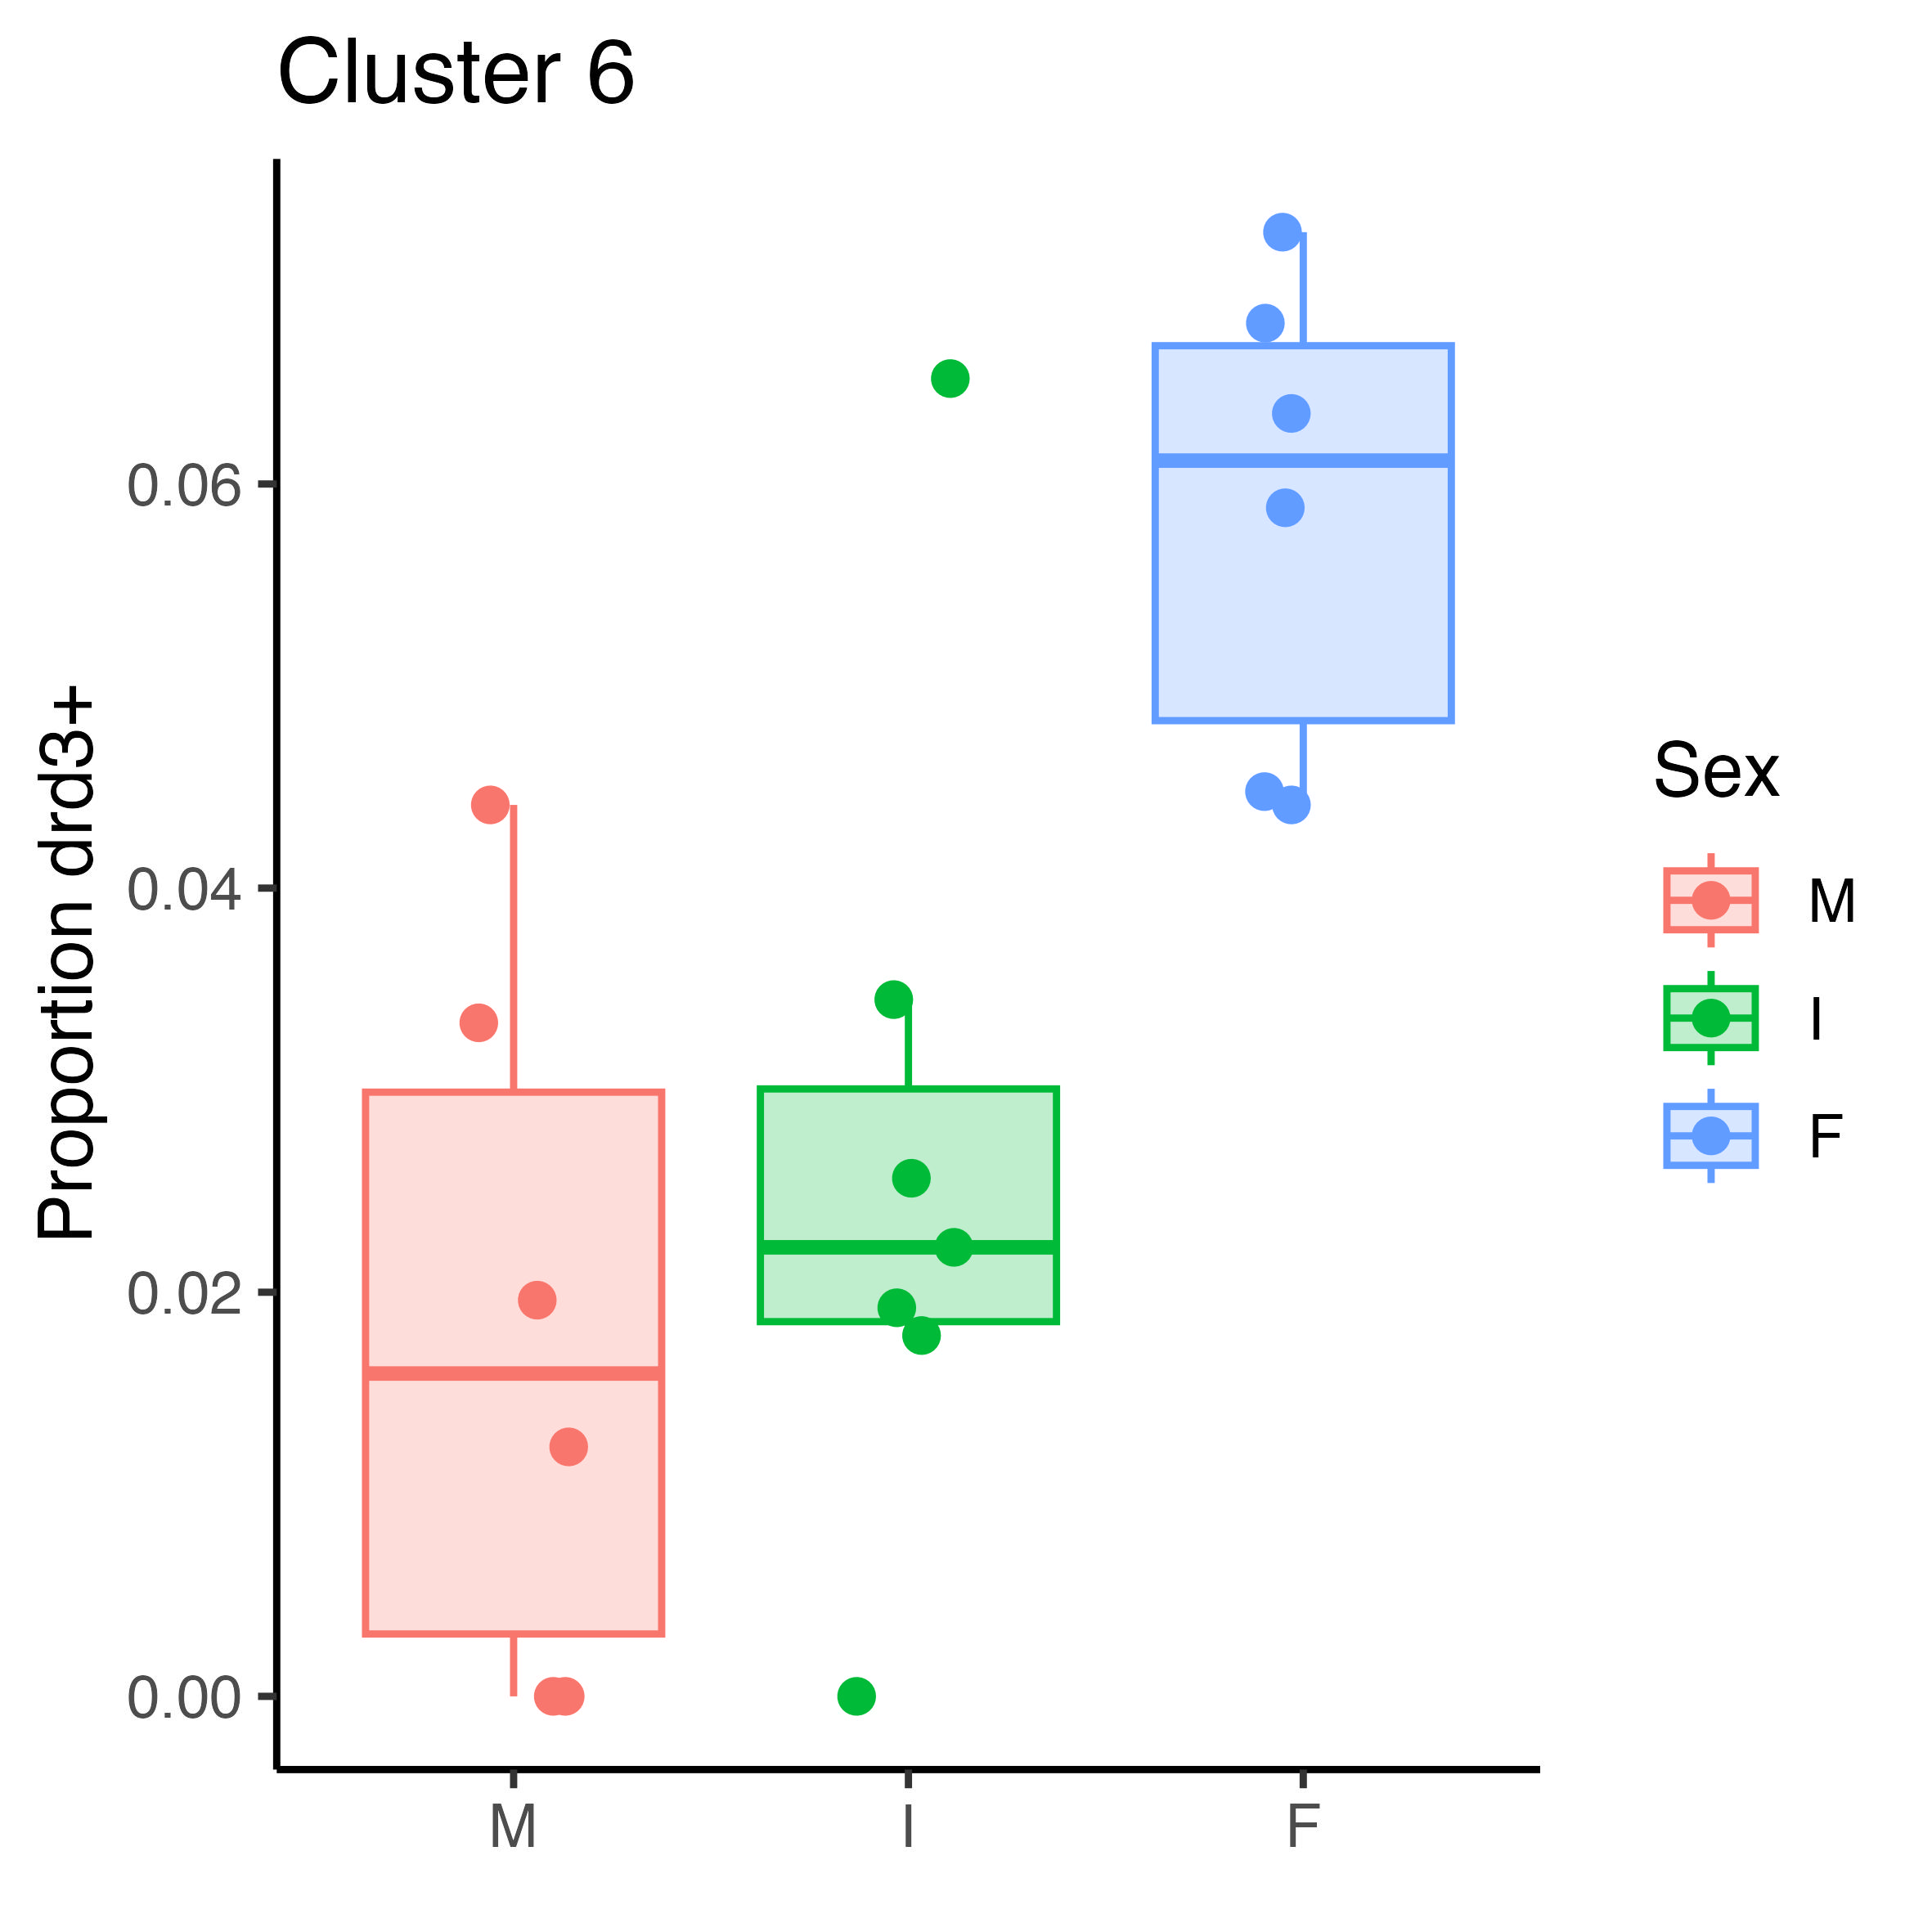 Cluster 6
Proportion drd3+
0.06
0.04
0.02
0.00
M
I
F
Sex
M
I
F